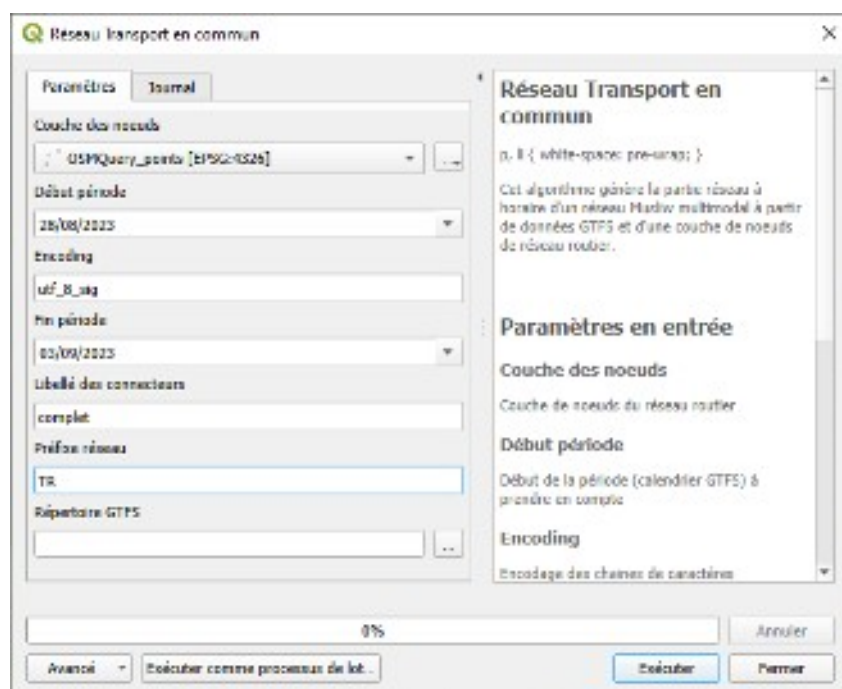 Réseau Transport en commun
Paramètres
Journal
Couche des noeuds
OSMQuery_points [EPSG:4326]
...
Début période
28/08/2023
Encoding
utf_8_sig
Fin période
03/09/2023
Libellé des connecteurs
complet
Préfixe réseau
TR
Répertoire GTFS
...
Réseau Transport en
commun
p, li { white-space: pre-wrap; }
Cet algorithme génère la partie réseau à
horaire d'un réseau Musliw multimodal à partir
de données GTFS et d'une couche de noeuds
de réseau routier.
Paramètres en entrée
Couche des noeuds
Couche de noeuds du réseau routier
Début période
Début de la période (calendrier GTFS) à
prendre en compte
Encoding
Encodage des chaines de caractères
0%
Annuler
Avancé
Exécuter comme processus de lot...
Exécuter
Fermer